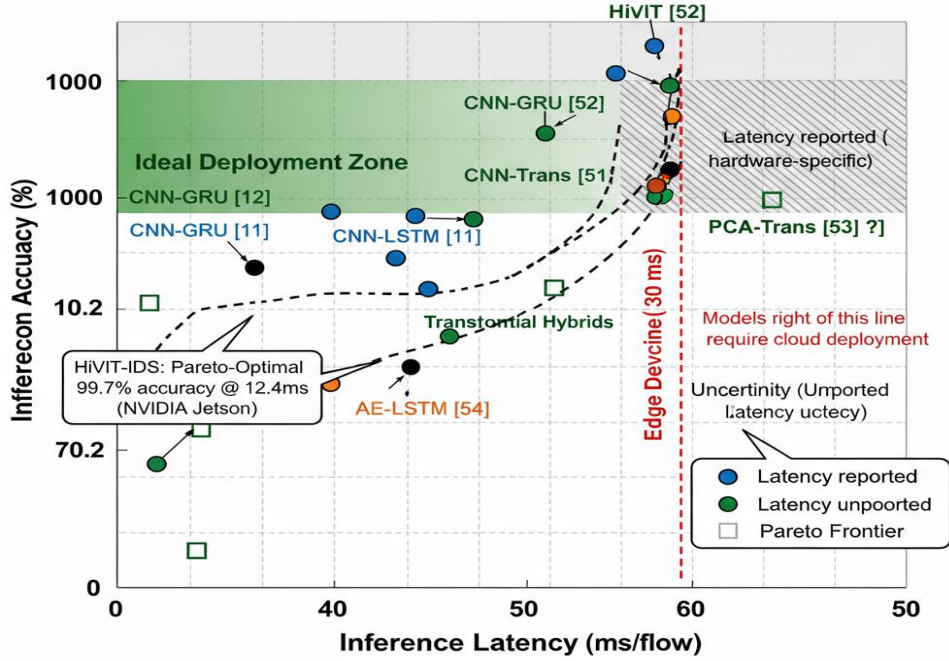 HiVIT [52]
1000
CNN-GRU [52]
Latency reported (
hardware-specific)
Ideal Deployment Zone
CNN-Trans [51
1000
CNN-GRU [12]
PCA-Trans [53] ?]
CNN-GRU [11]
CNN-LSTM [11]
10.2
Transtontial Hybrids
Models right of this line
require cloud deployment
HiVIT-IDS: Pareto-Optimal
99.7% accuracy @ 12.4ms
(NVIDIA Jetson)
AE-LSTM [54]
Edge Devcine( 30 ms)
Uncertinity (Unported
Latency uctecy)
70.2
Latency reported
Latency unpoorted
Pareto Frontier
0
0
40
50
60
50
Inference Latency (ms/flow)
Infferecon Accuacy (%)